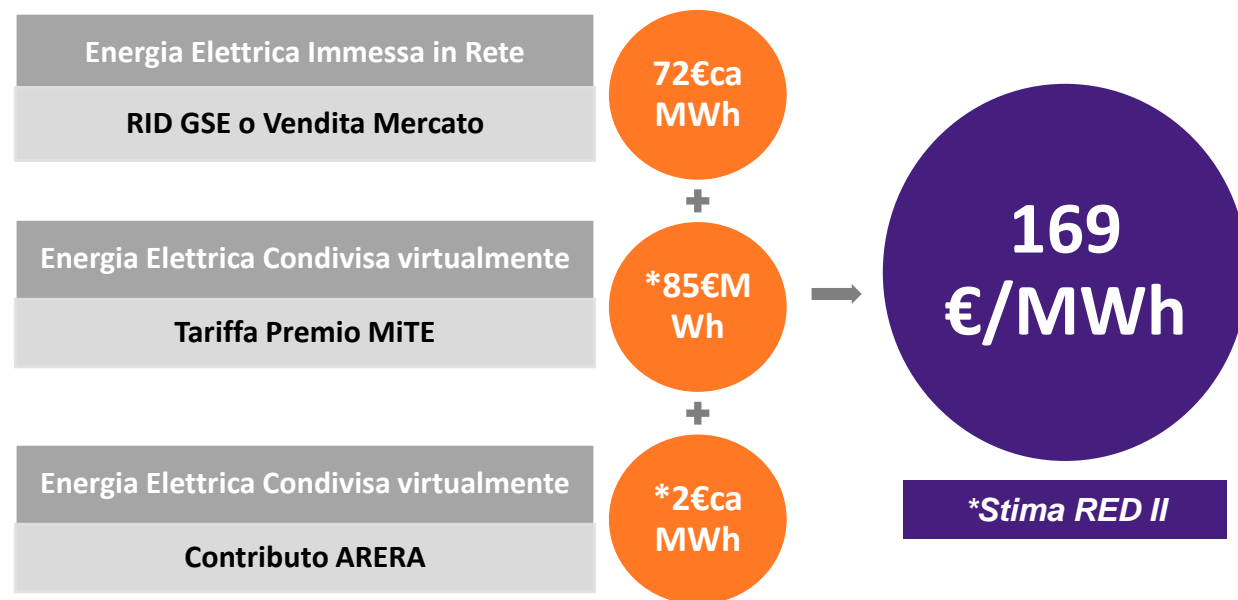 Energia Elettrica Immessa in Rete
RID GSE o Vendita Mercato
72€ca
MWh
+
Energia Elettrica Condivisa virtualmente
Tariffa Premio MiTE
*85€M
Wh
+
Energia Elettrica Condivisa virtualmente
Contributo ARERA
*2€ca
MWh
169
€/MWh
*Stima RED II